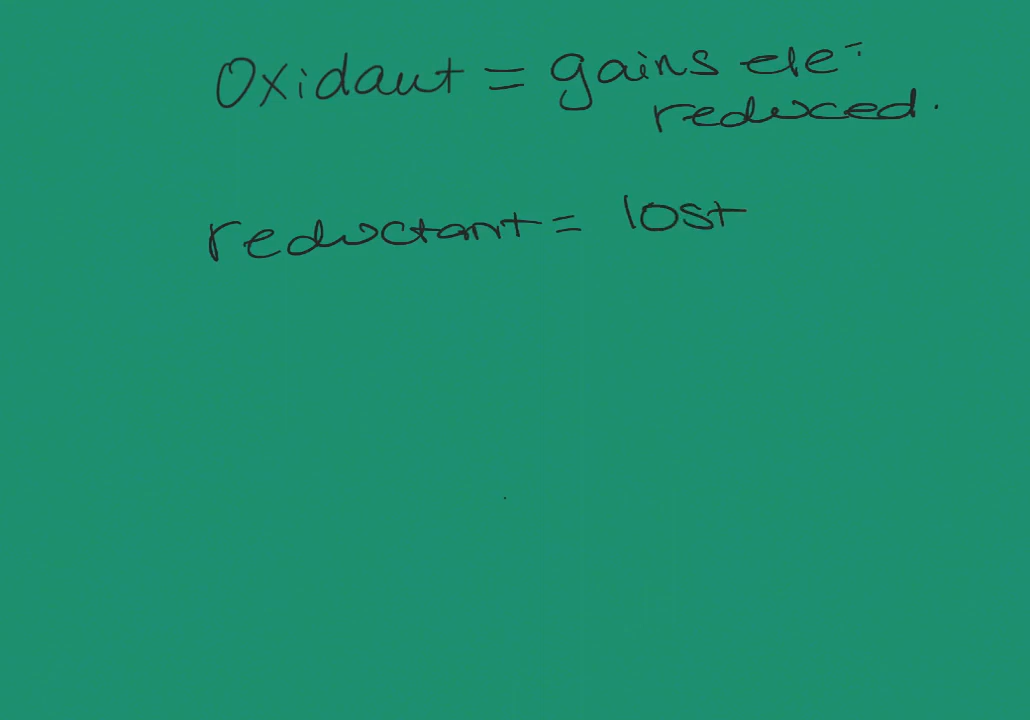 Oxidant = gains ele⁻
reduced.
reductant = lost